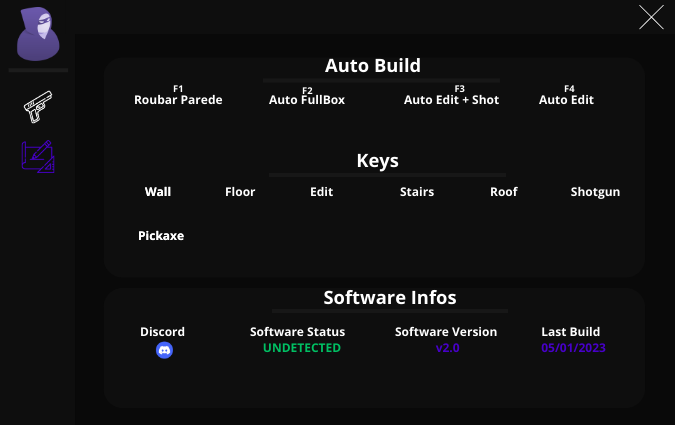 Auto Build
F1 F2 F3 F4
Roubar Parede Auto FullBox Auto Edit + Shot Auto Edit
Keys
Wall Floor Edit Stairs Roof Shotgun
Pickaxe
Software Infos
Discord Software Status Software Version Last Build
UNDETECTED v2.0 05/01/2023